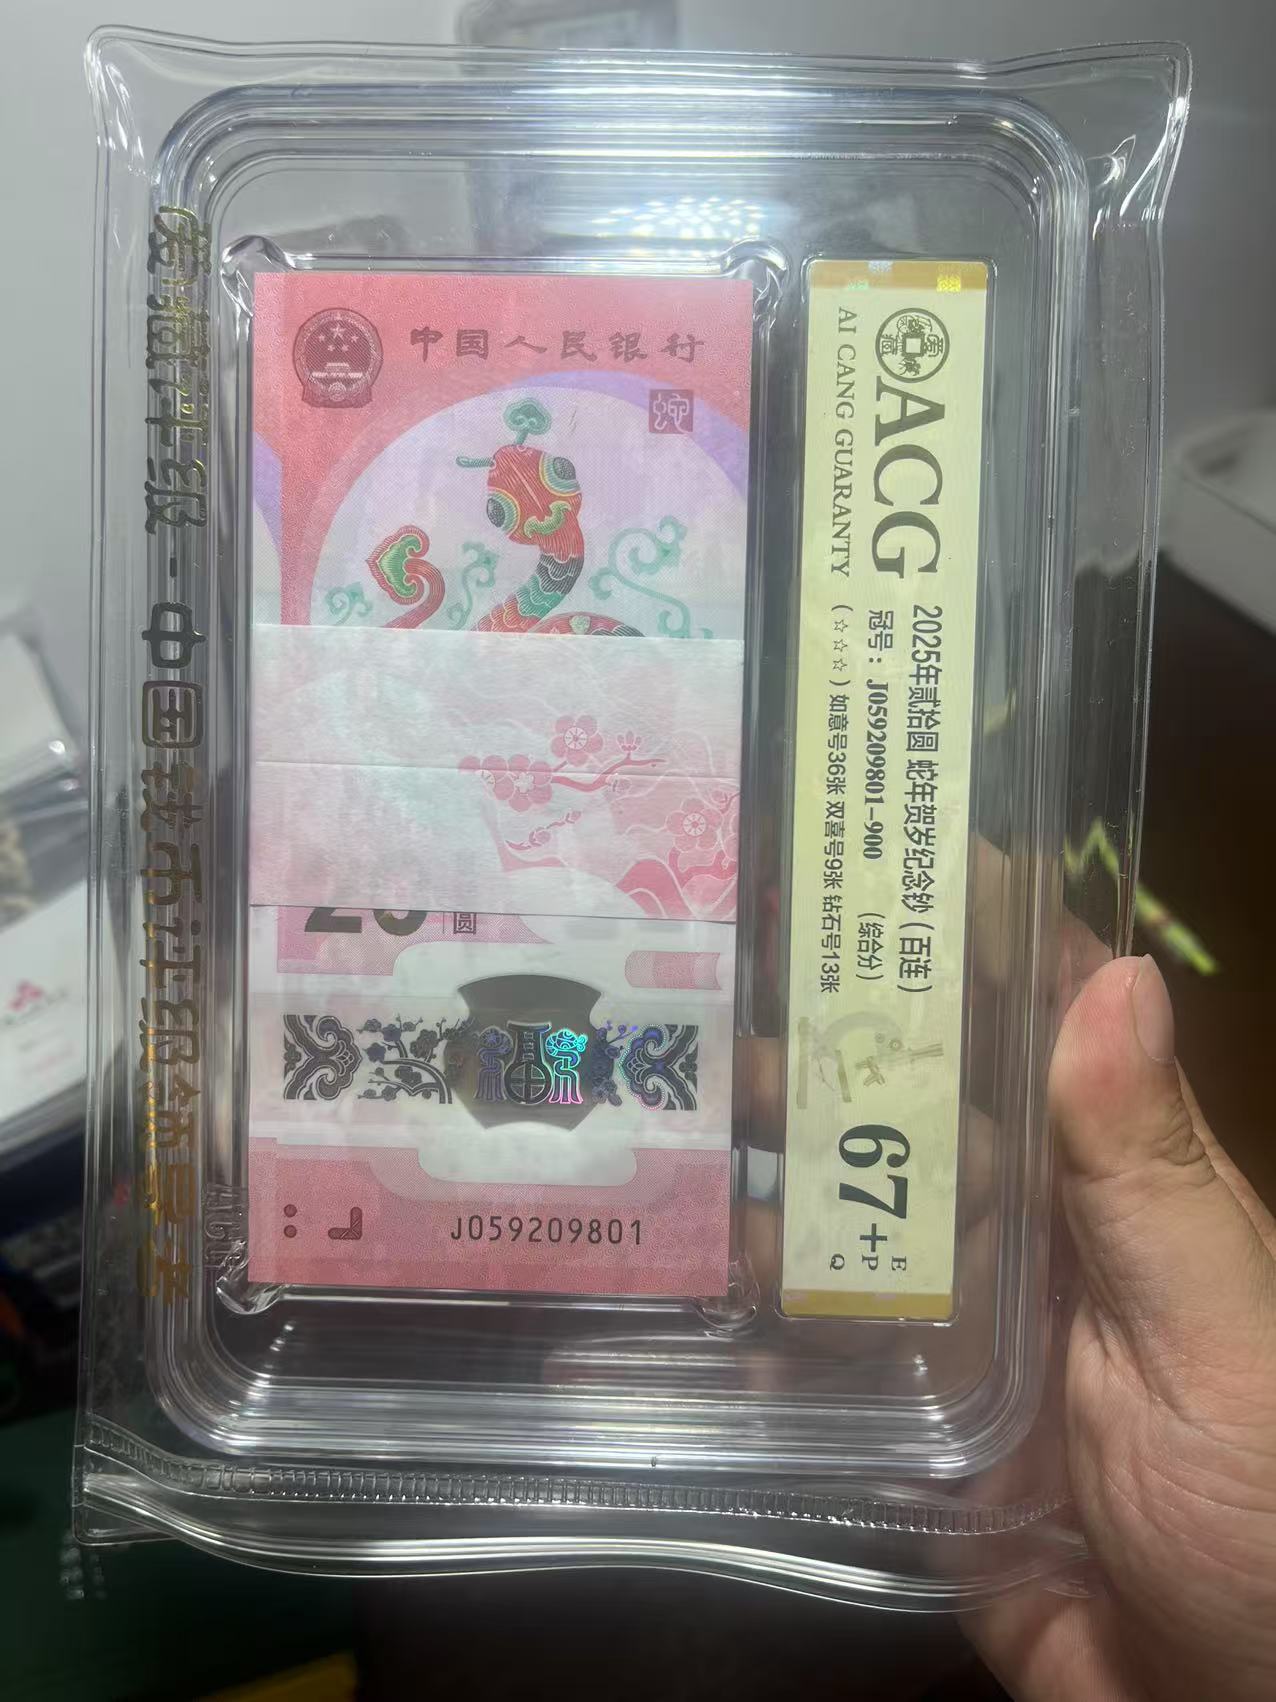 爱藏评级-中国钱币评级领导者
中国人民银行
蛇
20
圆
J059209801
ACG
爱藏
ACG
AI CANG GUARANTY
2025年贰拾圆 蛇年贺岁纪念钞（百连）
冠号：J059209801-900 （综合分）
（☆☆☆）如意号36张 双喜号9张 钻石号13张
67+
E
P
Q